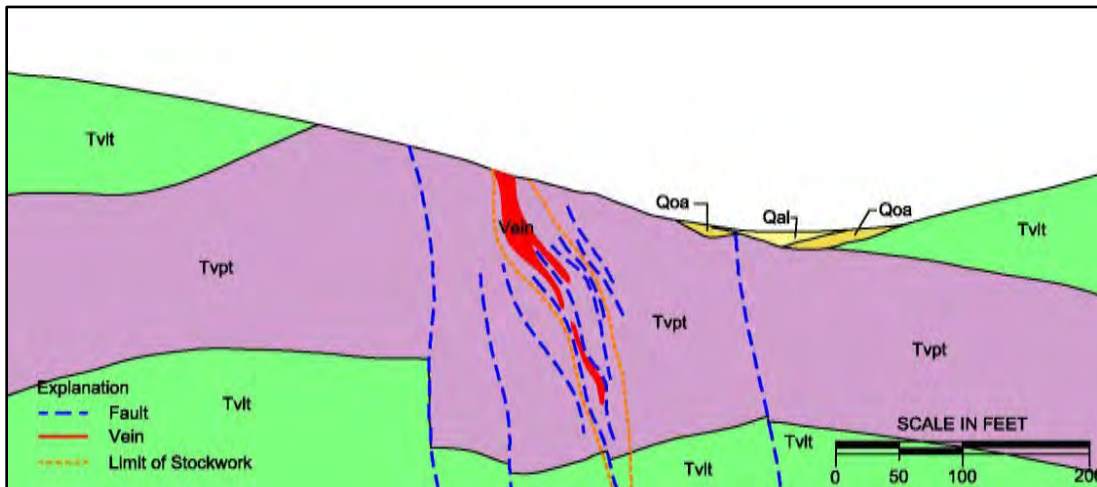 Tvlt
Qoa
Qal
Qoa
Tvlt
Vein
Tvpt
Tvpt
Tvpt
Explanation
Fault
Vein
Limit of Stockwork
Tvlt
Tvlt
Tvlt
SCALE IN FEET
0 50 100 200